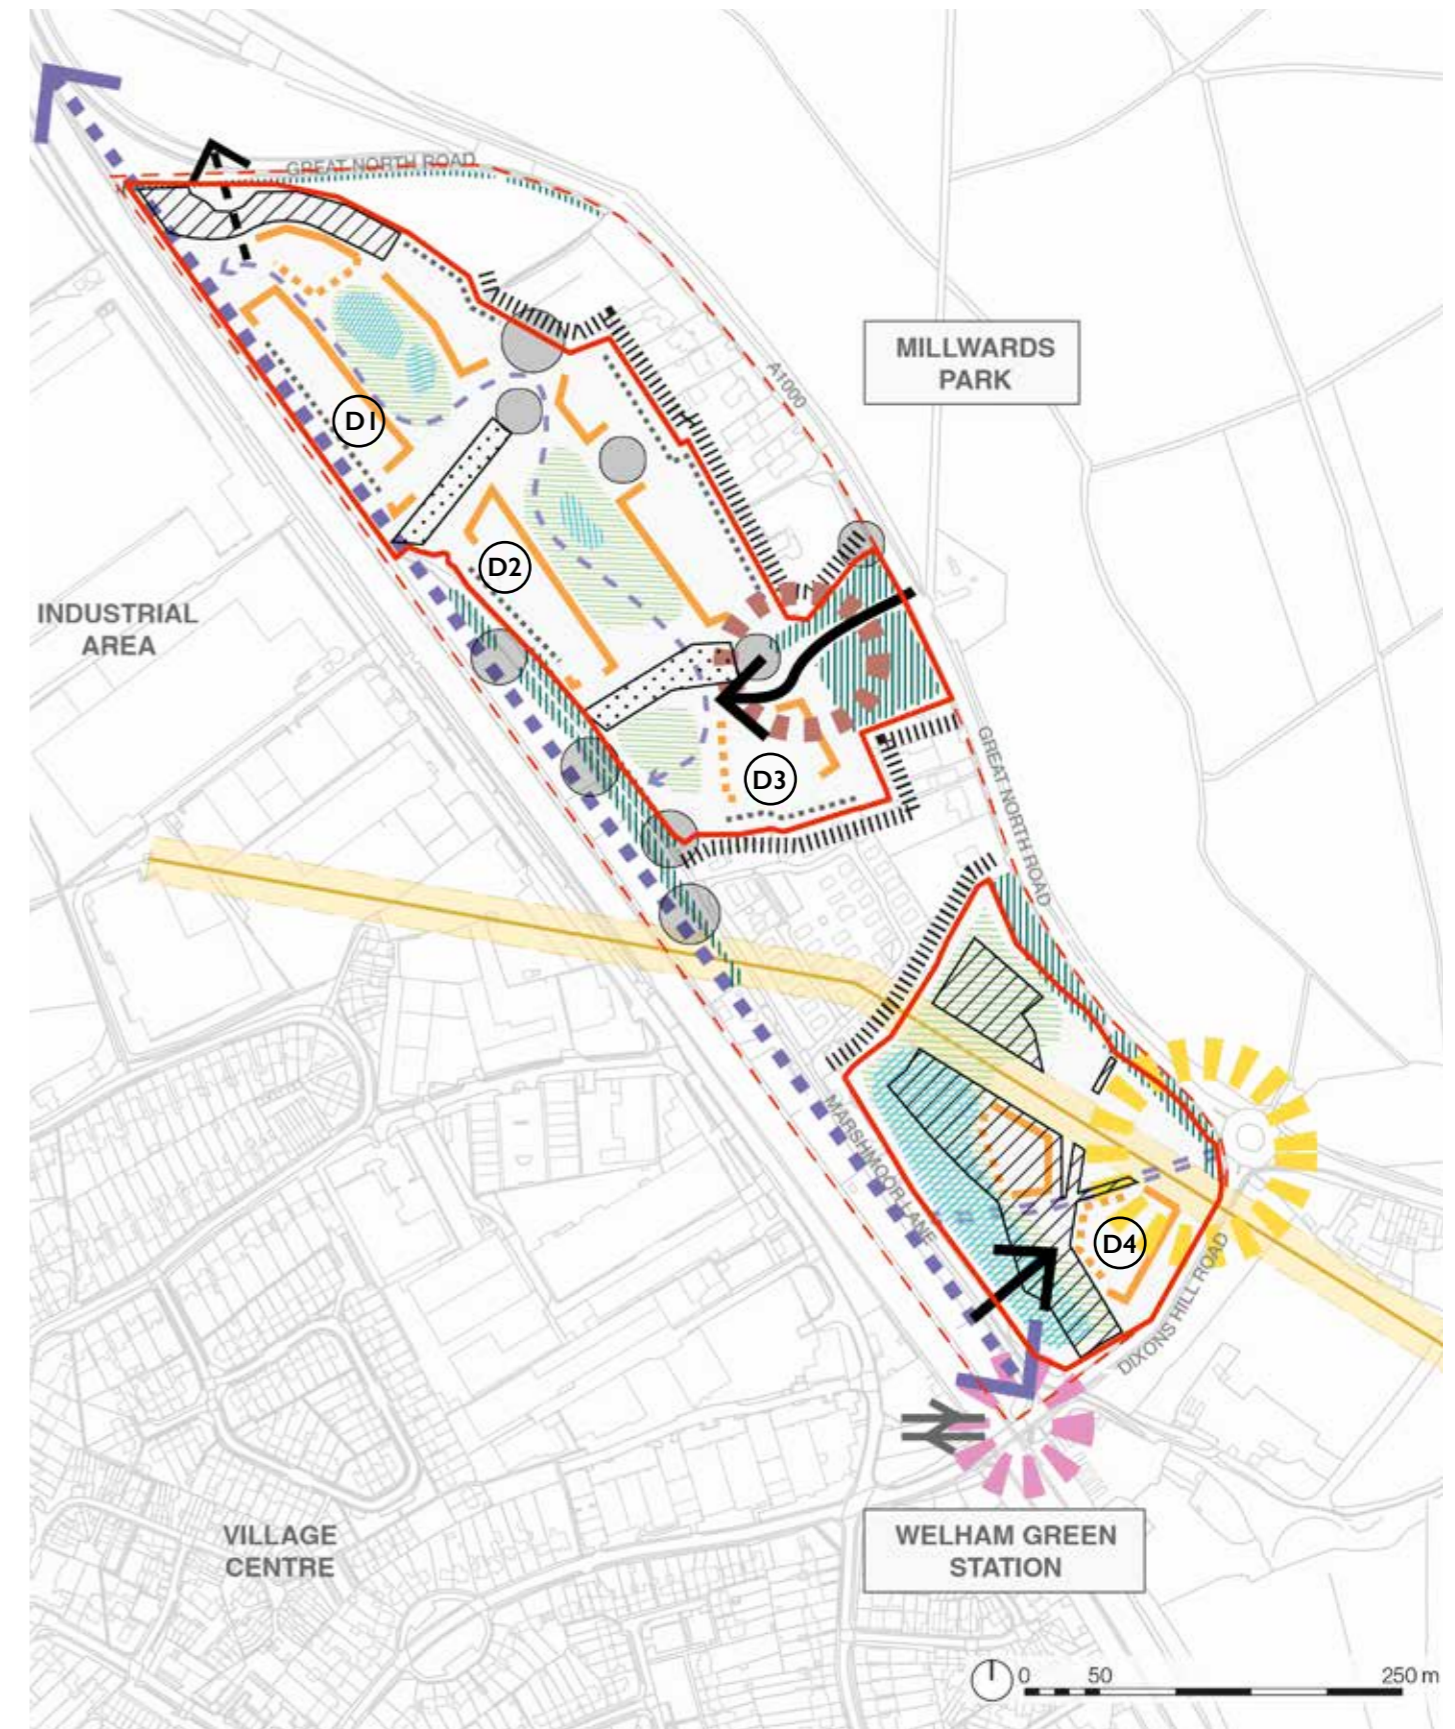 GREAT NORTH ROAD
MILLWARDS
PARK
A1000
D1
D2
INDUSTRIAL
AREA
D3
GREAT NORTH ROAD
MARSHMOOR LANE
D4
DIXONS HILL ROAD
VILLAGE
CENTRE
WELHAM GREEN
STATION
0 50 250 m